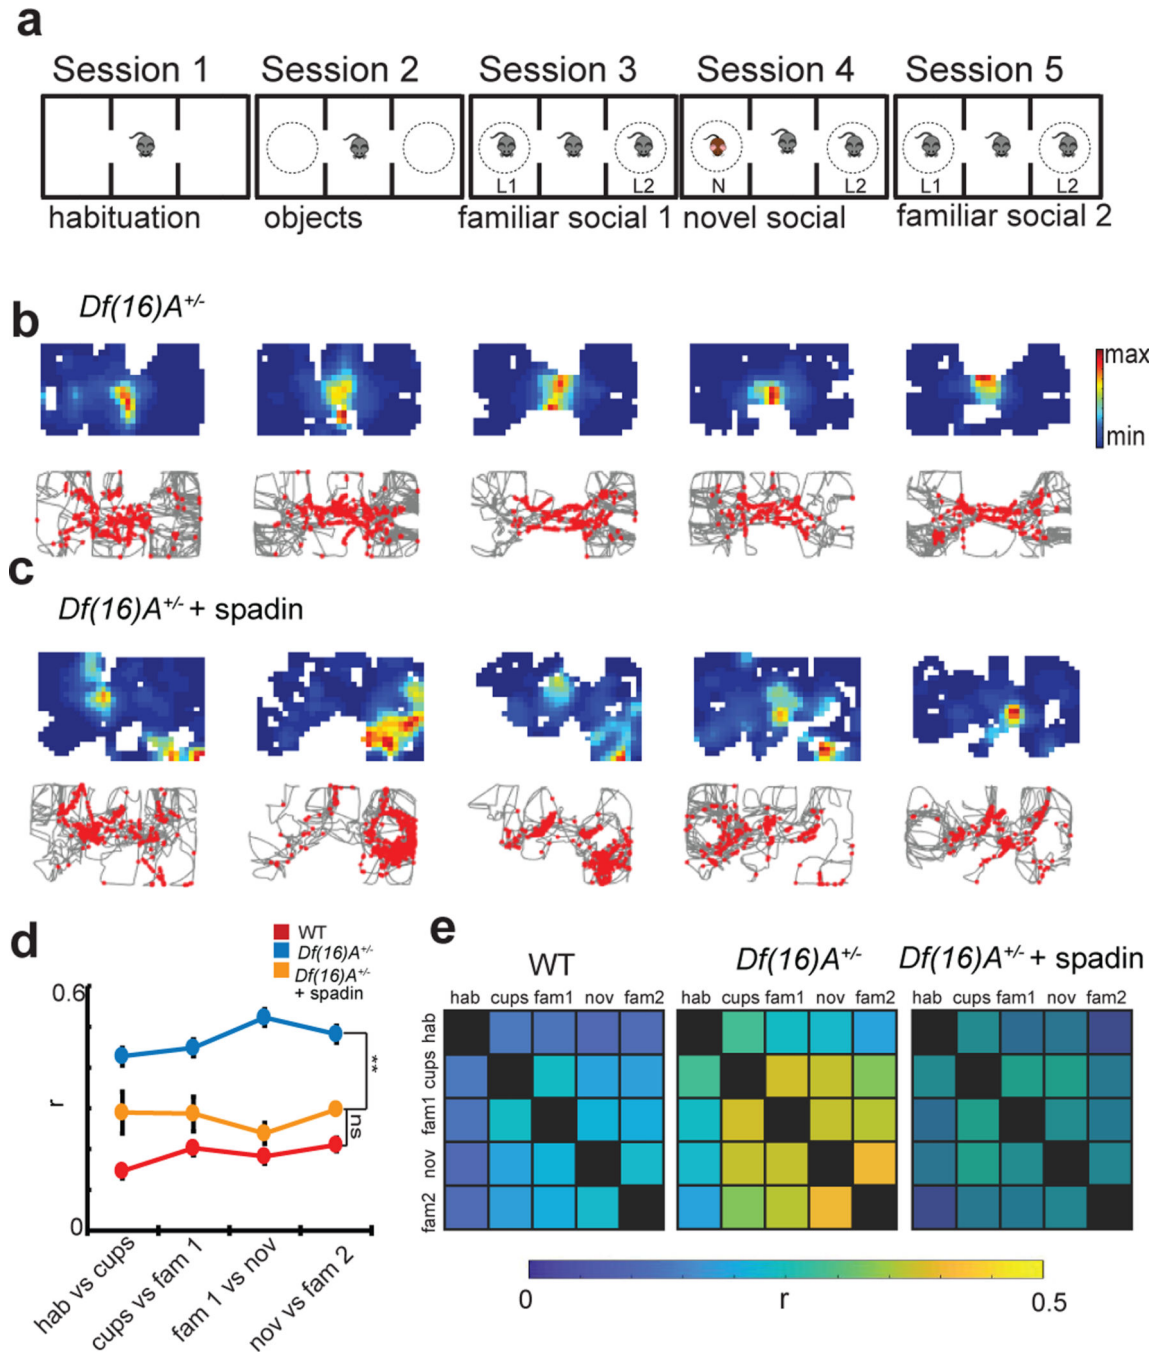 a
Session 1 Session 2 Session 3 Session 4 Session 5
L1 L2 N L2 L1 L2
habituation objects familiar social 1 novel social familiar social 2
b
Df(16)A+/-
max
min
c
Df(16)A+/- + spadin
d
WT
Df(16)A+/-
Df(16)A+/-
+ spadin
0.6
r
0
**
ns
hab vs cups
cups vs fam 1
fam 1 vs nov
nov vs fam 2
e
WT Df(16)A+/- Df(16)A+/- + spadin
hab cups fam1 nov fam2 hab cups fam1 nov fam2 hab cups fam1 nov fam2
hab
cups
fam1
nov
fam2
0 r 0.5